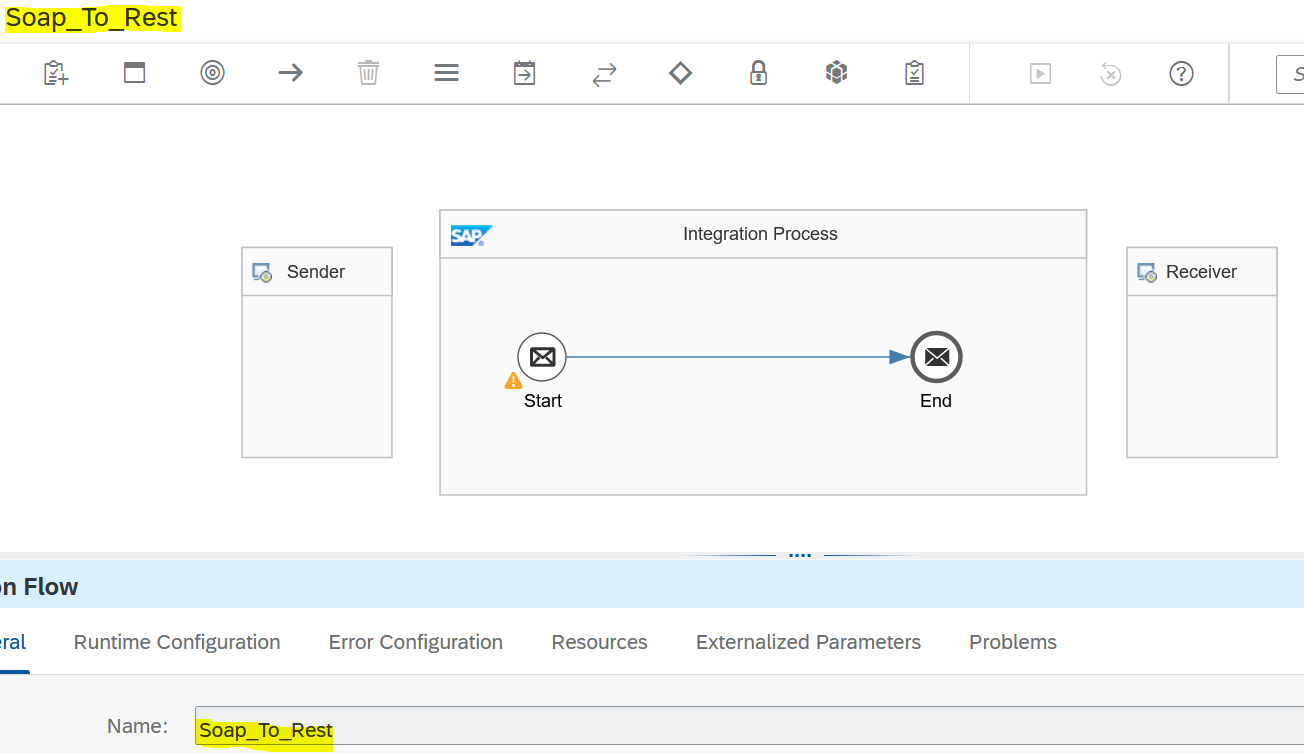 Soap_To_Rest
S
SAP
Integration Process
Sender
Receiver
Start
End
on Flow
eral
Runtime Configuration
Error Configuration
Resources
Externalized Parameters
Problems
Name:
Soap_To_Rest